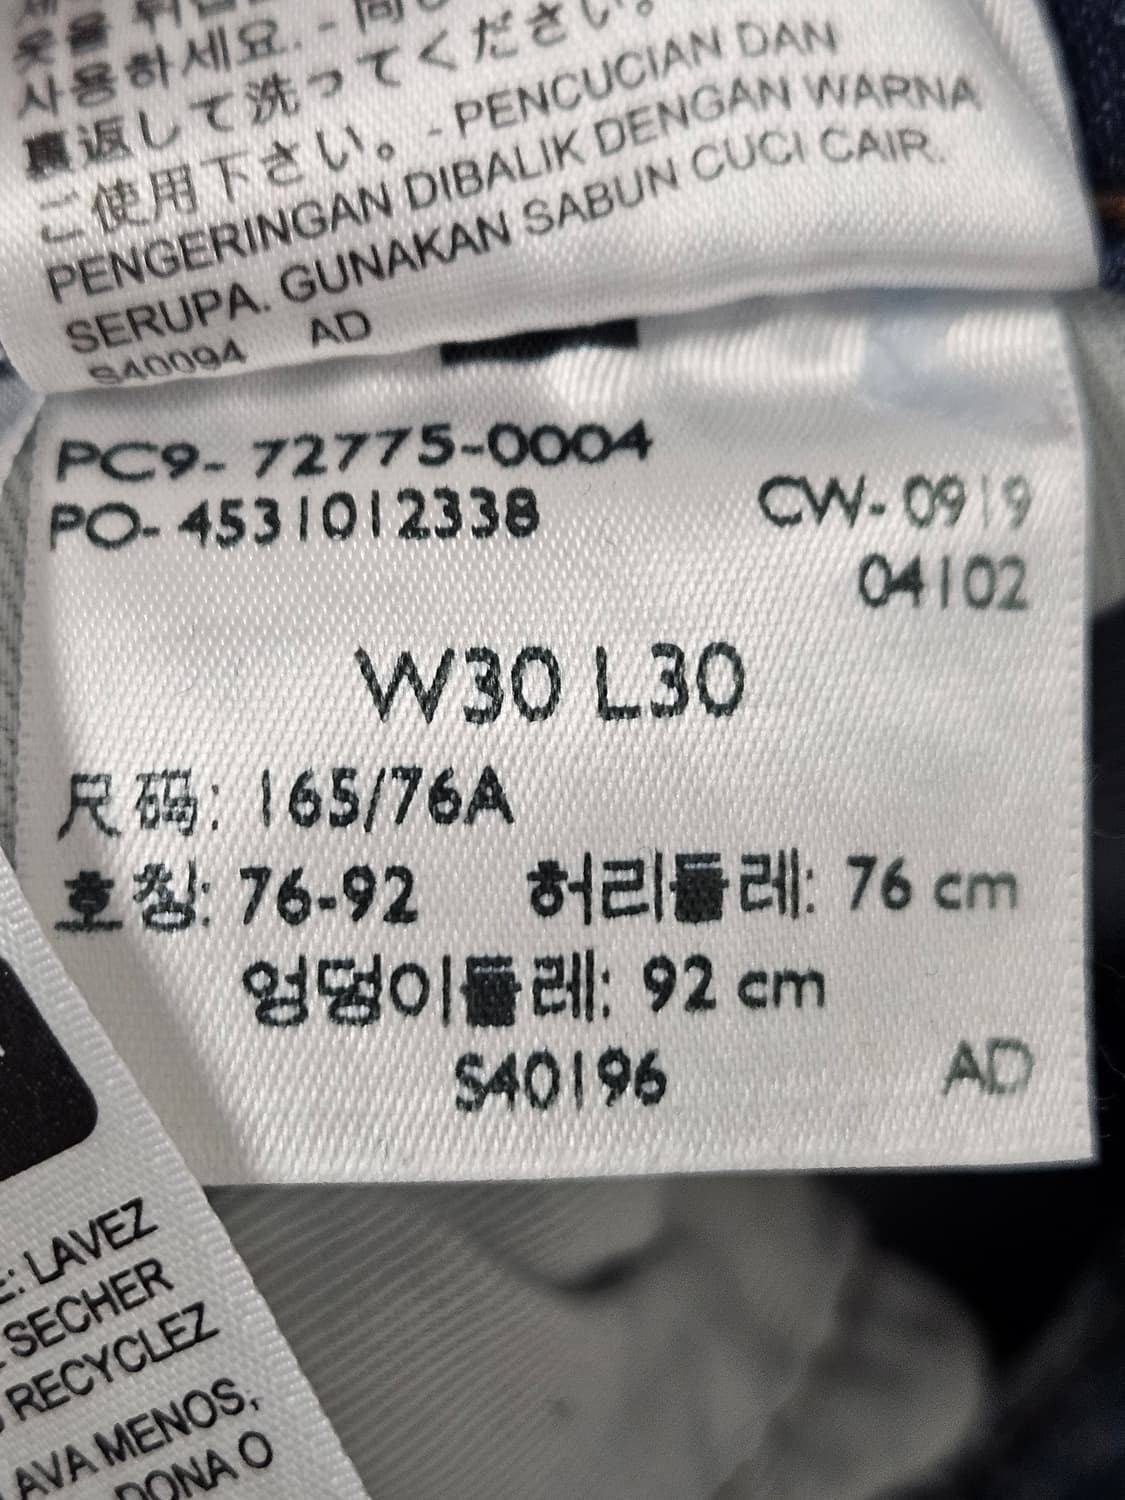 사용하세요. - 同
裏返して洗ってください。
ご使用下さい。 - PENCUCIAN DAN
PENGERINGAN DIBALIK DENGAN WARNA
SERUPA. GUNAKAN SABUN CUCI CAIR.
S40094 AD
PC9- 72775-0004
PO- 4531012338
CW- 0919
04102
W30 L30
尺码: 165/76A
호칭: 76-92 허리둘레: 76 cm
엉덩이둘레: 92 cm
S40196 AD
E: LAVEZ
SECHER
RECYCLEZ
LAVA MENOS,
DONA O